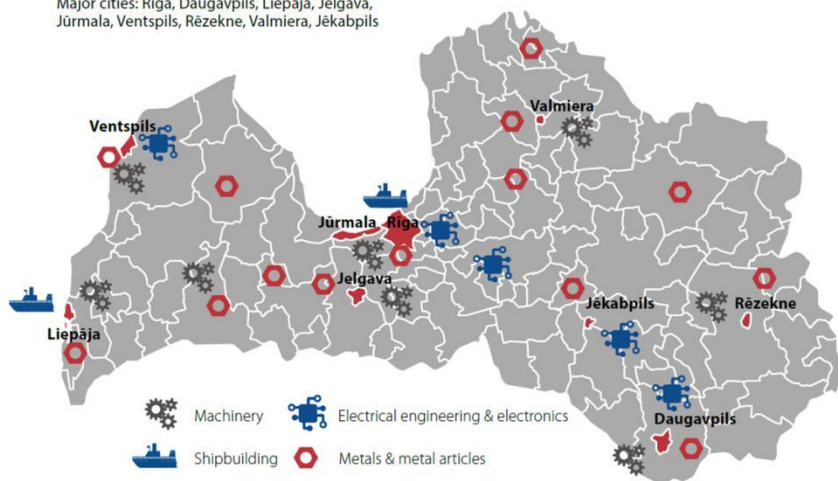 Major cities: Rīga, Daugavpils, Liepāja, Jelgava,
Jūrmala, Ventspils, Rēzekne, Valmiera, Jēkabpils
Valmiera
Ventspils
Jūrmala Rīga
Jelgava
Jēkabpils
Rēzekne
Liepāja
Machinery
Electrical engineering & electronics
Daugavpils
Shipbuilding
Metals & metal articles